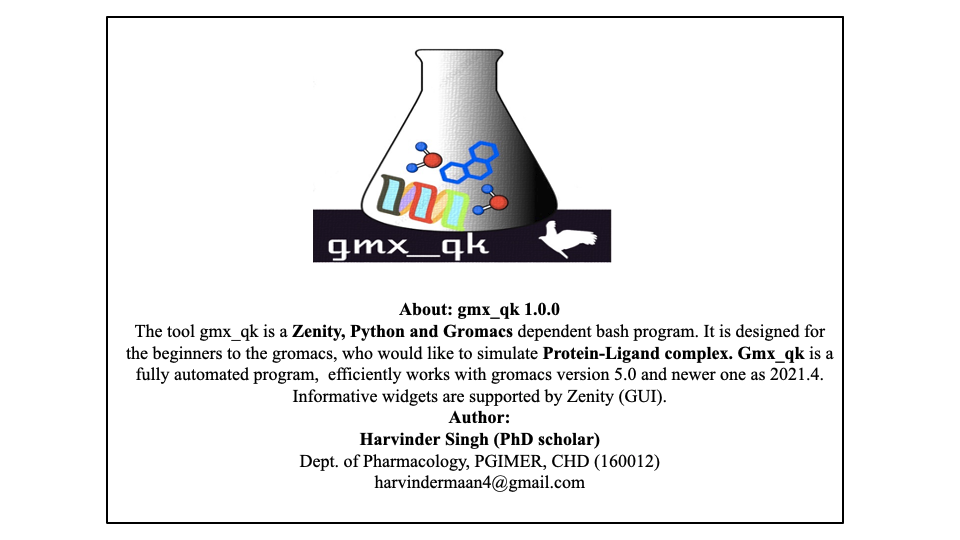 gmx_qk
About: gmx_qk 1.0.0
The tool gmx_qk is a Zenity, Python and Gromacs dependent bash program. It is designed for
the beginners to the gromacs, who would like to simulate Protein-Ligand complex. Gmx_qk is a
fully automated program, efficiently works with gromacs version 5.0 and newer one as 2021.4.
Informative widgets are supported by Zenity (GUI).
Author:
Harvinder Singh (PhD scholar)
Dept. of Pharmacology, PGIMER, CHD (160012)
harvindermaan4@gmail.com